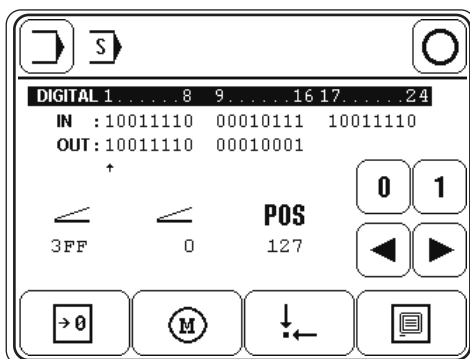 S
DIGITAL 1......8 9......16 17......24
IN :10011110 00010111 10011110
OUT:10011110 00010001
0 1
POS
3FF 0 127
→0 M